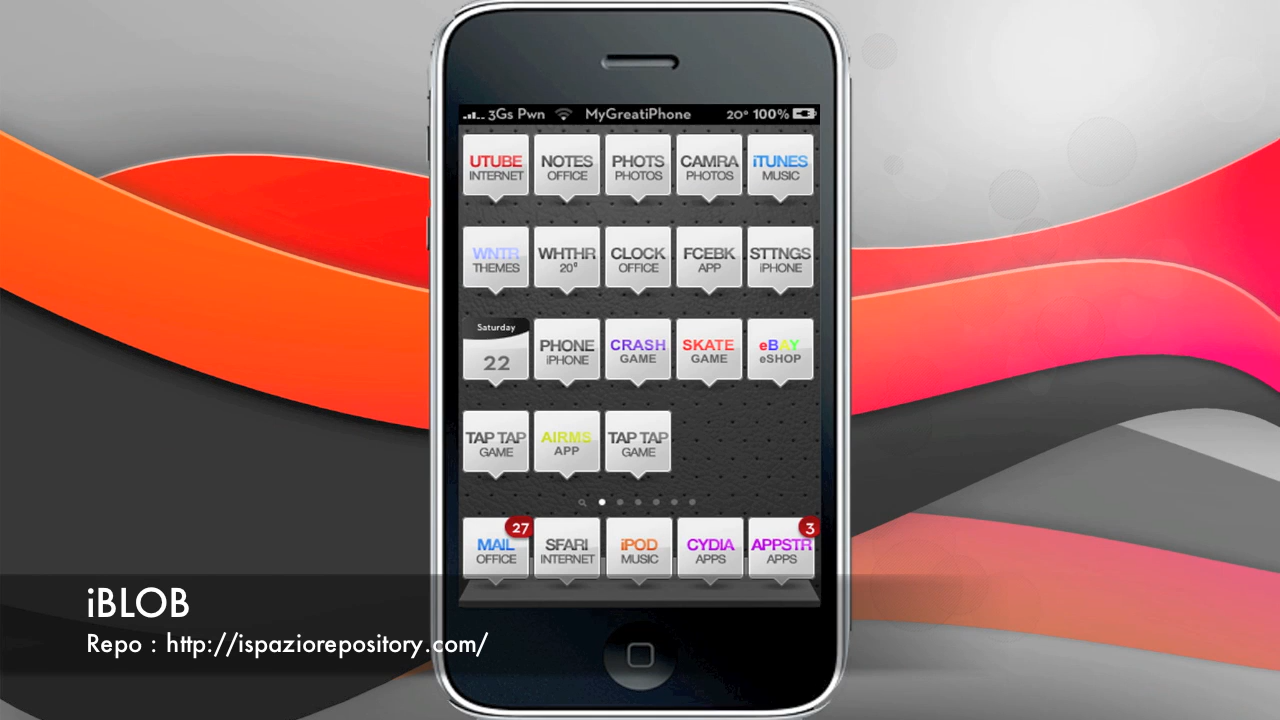 3Gs Pwn MyGreatiPhone 20° 100%
UTUBE NOTES PHOTS CAMRA iTUNES
INTERNET OFFICE PHOTOS PHOTOS MUSIC
WNTR WHTHR CLOCK FCEBK STTNGS
THEMES 20° OFFICE APP iPHONE
Saturday
22
PHONE CRASH SKATE eBAY
iPHONE GAME GAME eSHOP
TAP TAP AIRMS TAP TAP
GAME APP GAME
27 3
MAIL SFARI iPOD CYDIA APPSTR
OFFICE INTERNET MUSIC APPS APPS
iBLOB
Repo : http://ispaziorepository.com/